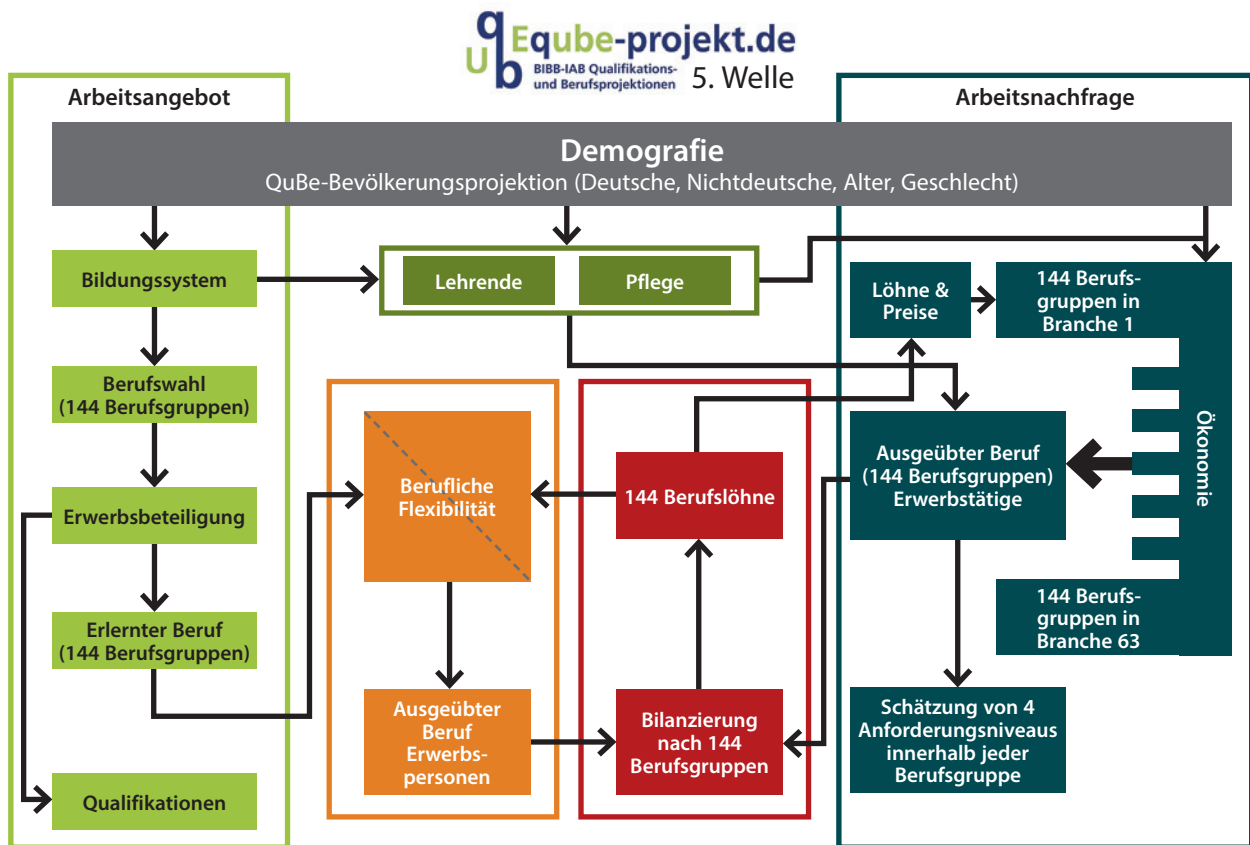 qub Eqube-projekt.de
BIBB-IAB Qualifikations-
und Berufsprojektionen 5. Welle
Arbeitsangebot
Arbeitsnachfrage
Demografie
QuBe-Bevölkerungsprojektion (Deutsche, Nichtdeutsche, Alter, Geschlecht)
Bildungssystem
Lehrende
Pflege
Löhne &
Preise
144 Berufs-
gruppen in
Branche 1
Berufswahl
(144 Berufsgruppen)
Berufliche
Flexibilität
144 Berufslöhne
Ausgeübter Beruf
(144 Berufsgruppen)
Erwerbstätige
Ökonomie
Erwerbsbeteiligung
Erlernter Beruf
(144 Berufsgruppen)
144 Berufs-
gruppen in
Branche 63
Ausgeübter
Beruf
Erwerbs-
personen
Bilanzierung
nach 144
Berufsgruppen
Schätzung von 4
Anforderungsniveaus
innerhalb jeder
Berufsgruppe
Qualifikationen